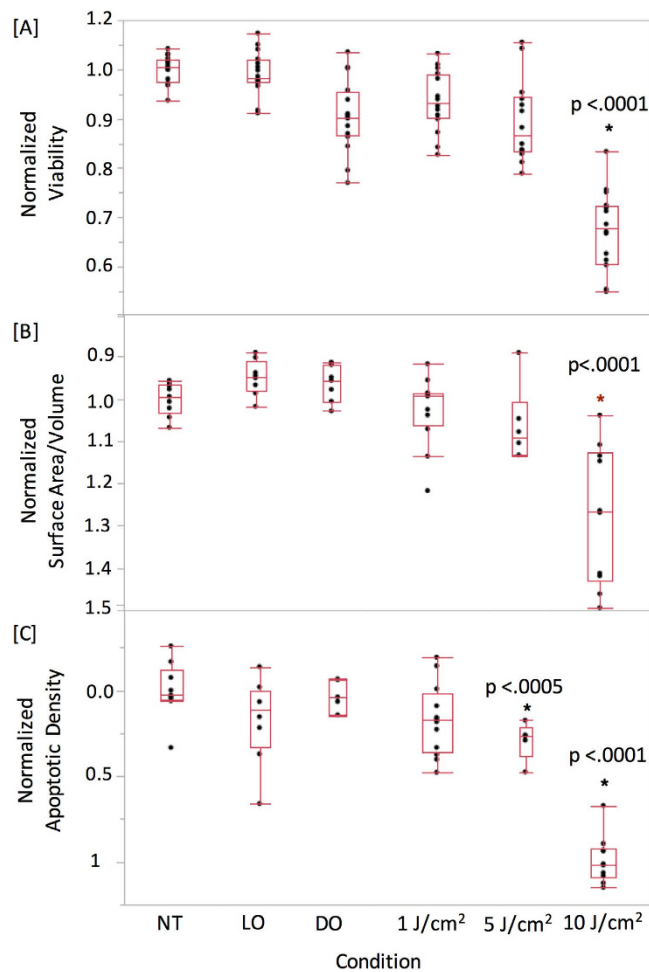 [A]
Normalized
Viability
1.0
0.9
0.8
0.7
0.6
p <.0001
*
[B]
Normalized
Surface Area/Volume
0.9
1.0
1.1
1.2
1.3
1.4
1.5
p<.0001
*
[C]
Normalized
Apoptotic Density
0.0
0.5
1
p <.0005
*
p <.0001
*
NT LO DO 1 J/cm² 5 J/cm² 10 J/cm²
Condition